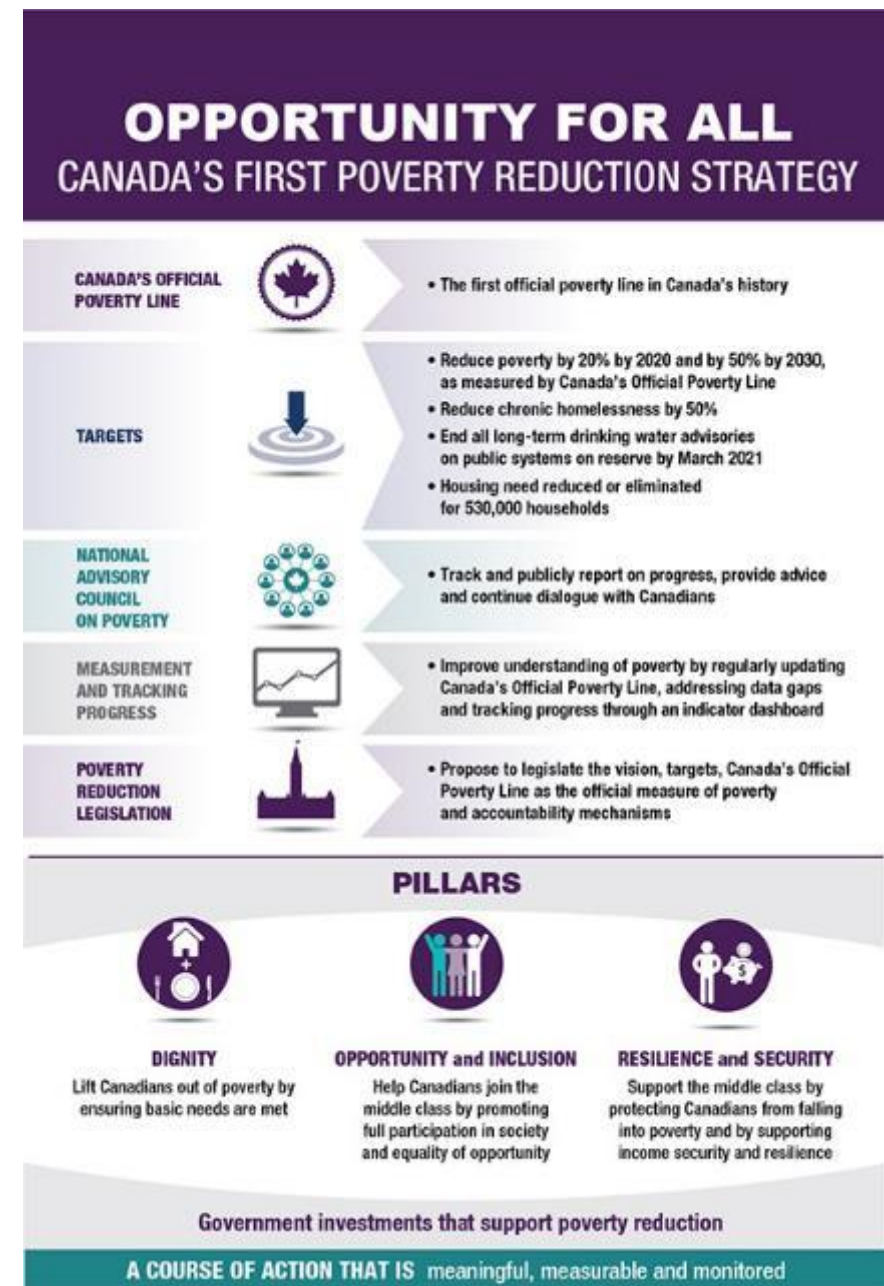 OPPORTUNITY FOR ALL
CANADA'S FIRST POVERTY REDUCTION STRATEGY
CANADA'S OFFICIAL
POVERTY LINE
• The first official poverty line in Canada's history
TARGETS
• Reduce poverty by 20% by 2020 and by 50% by 2030,
as measured by Canada's Official Poverty Line
• Reduce chronic homelessness by 50%
• End all long-term drinking water advisories
on public systems on reserve by March 2021
• Housing need reduced or eliminated
for 530,000 households
NATIONAL
ADVISORY
COUNCIL
ON POVERTY
• Track and publicly report on progress, provide advice
and continue dialogue with Canadians
MEASUREMENT
AND TRACKING
PROGRESS
• Improve understanding of poverty by regularly updating
Canada's Official Poverty Line, addressing data gaps
and tracking progress through an indicator dashboard
POVERTY
REDUCTION
LEGISLATION
• Propose to legislate the vision, targets, Canada's Official
Poverty Line as the official measure of poverty
and accountability mechanisms
PILLARS
$
DIGNITY
Lift Canadians out of poverty by
ensuring basic needs are met
OPPORTUNITY and INCLUSION
Help Canadians join the
middle class by promoting
full participation in society
and equality of opportunity
RESILIENCE and SECURITY
Support the middle class by
protecting Canadians from falling
into poverty and by supporting
income security and resilience
Government investments that support poverty reduction
A COURSE OF ACTION THAT IS meaningful, measurable and monitored